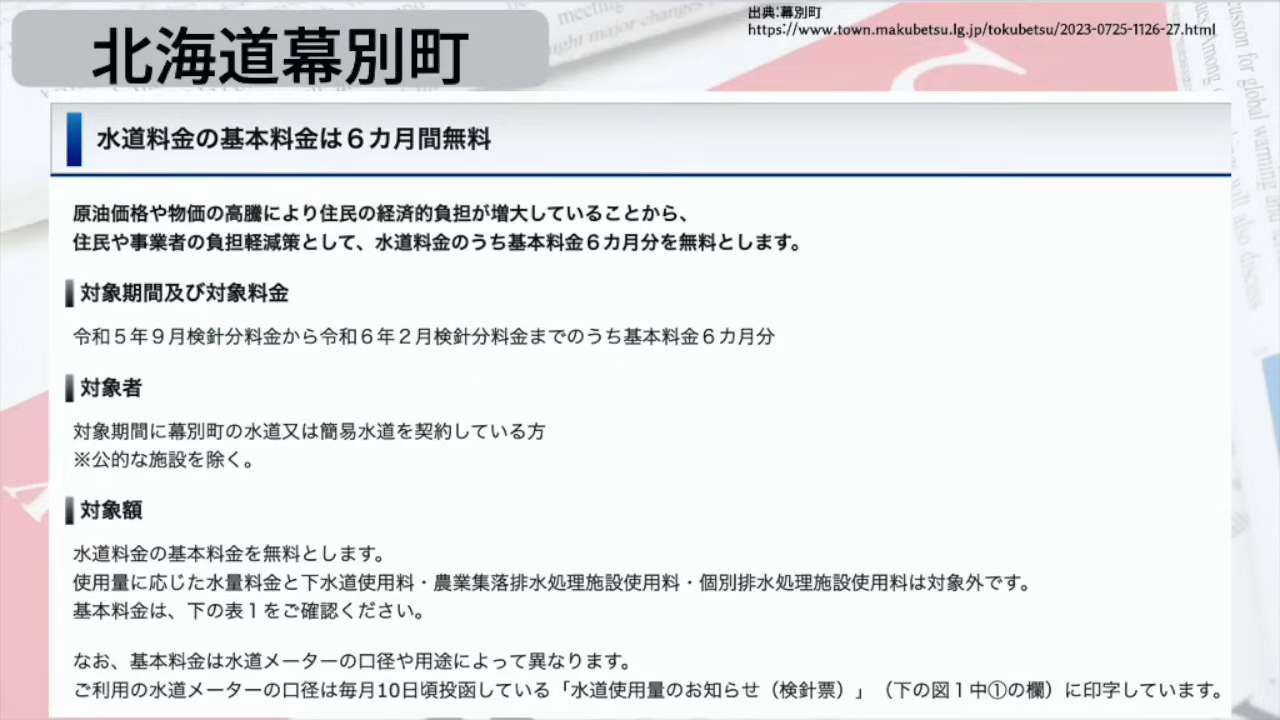 北海道幕別町
出典:幕別町
https://www.town.makubetsu.lg.jp/tokubetsu/2023-0725-1126-27.html
水道料金の基本料金は６カ月間無料
原油価格や物価の高騰により住民の経済的負担が増大していることから、
住民や事業者の負担軽減策として、水道料金のうち基本料金６カ月分を無料とします。
対象期間及び対象料金
令和５年９月検針分料金から令和６年２月検針分料金までのうち基本料金６カ月分
対象者
対象期間に幕別町の水道又は簡易水道を契約している方
※公的な施設を除く。
対象額
水道料金の基本料金を無料とします。
使用量に応じた水量料金と下水道使用料・農業集落排水処理施設使用料・個別排水処理施設使用料は対象外です。
基本料金は、下の表１をご確認ください。
なお、基本料金は水道メーターの口径や用途によって異なります。
ご利用の水道メーターの口径は毎月10日頃投函している「水道使用量のお知らせ（検針票）」（下の図１中①の欄）に印字しています。